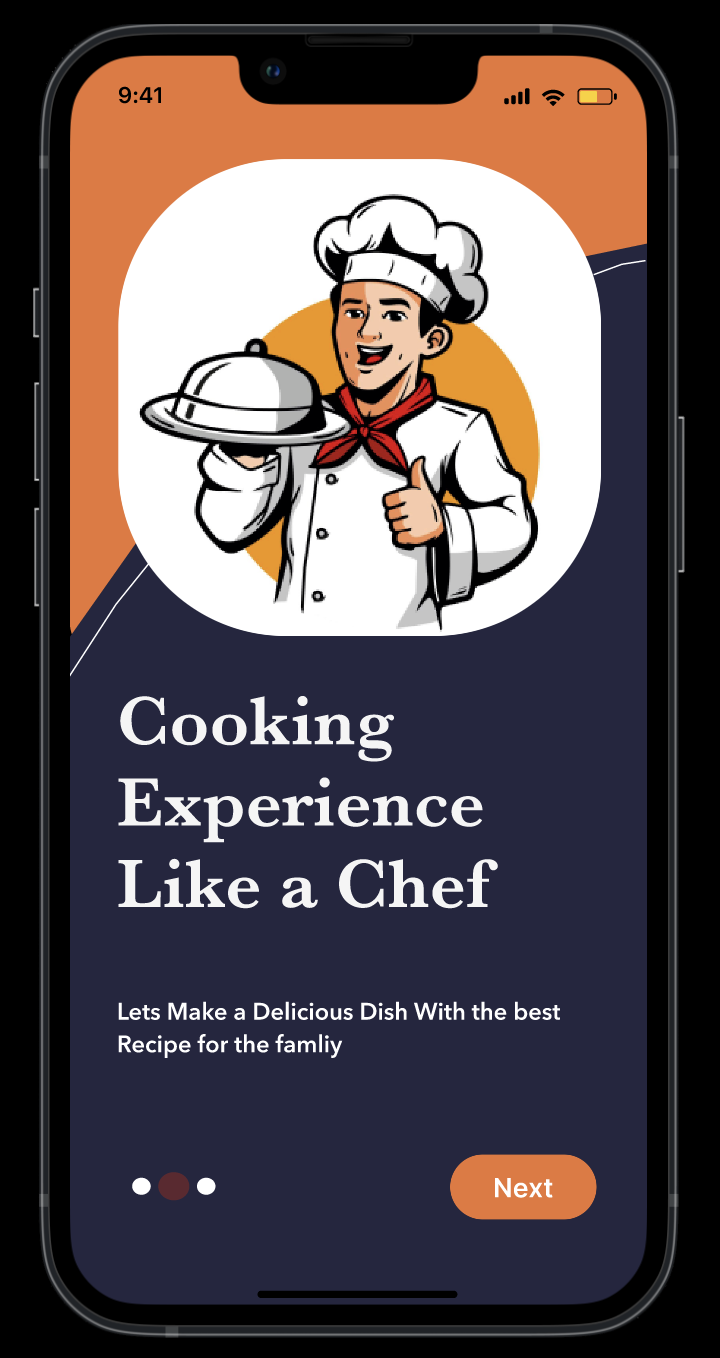 9:41
Cooking
Experience
Like a Chef
Lets Make a Delicious Dish With the best
Recipe for the famliy
Next